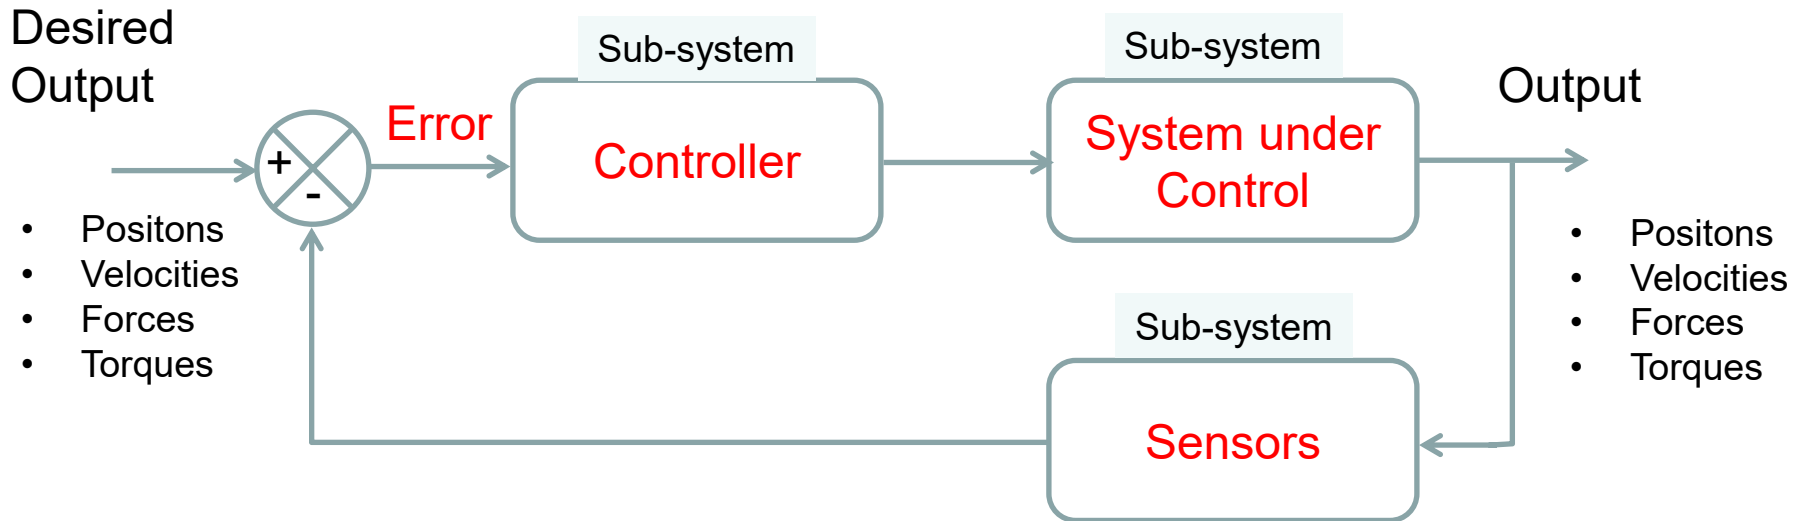 Desired
Output
Sub-system
Sub-system
Output
Error
Controller
System under
Control
+
-
• Positons
• Velocities
• Forces
• Torques
• Positons
• Velocities
• Forces
• Torques
Sub-system
Sensors